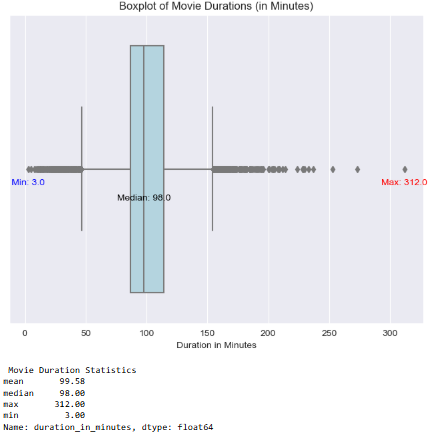 Boxplot of Movie Durations (in Minutes)
Min: 3.0
Max: 312.0
Median: 98.0
0 50 100 150 200 250 300
Duration in Minutes
Movie Duration Statistics
mean 99.58
median 98.00
max 312.00
min 3.00
Name: duration_in_minutes, dtype: float64